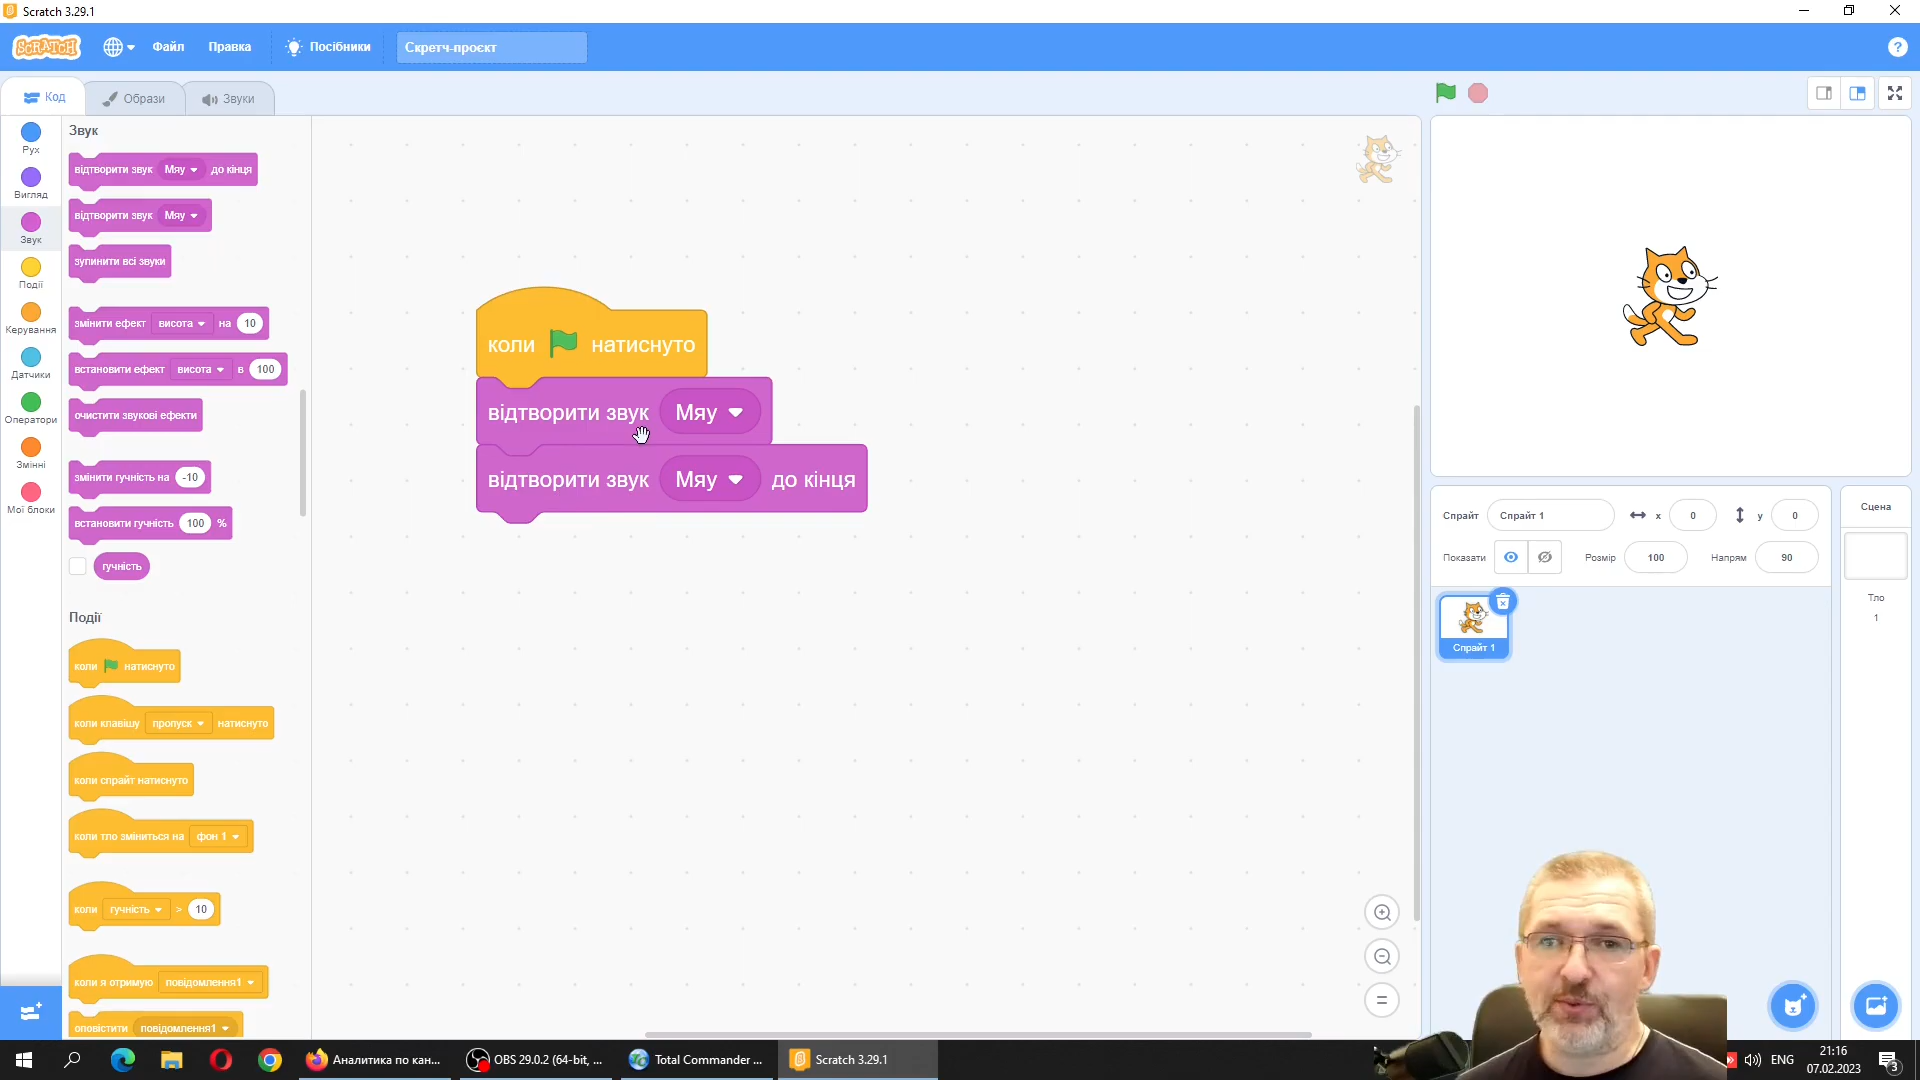 Scratch 3.29.1
SCRATCH Файл Правка Посібники Скретч-проєкт ?
Код Образи Звуки
Рух
Вигляд
Звук
Події
Керування
Датчики
Оператори
Змінні
Мої блоки
Звук
відтворити звук Мяу до кінця
відтворити звук Мяу
зупинити всі звуки
змінити ефект висота на 10
встановити ефект висота в 100
очистити звукові ефекти
змінити гучність на -10
встановити гучність 100 %
гучність
Події
коли натиснуто
коли клавішу пропуск натиснуто
коли спрайт натиснуто
коли тло зміниться на фон 1
коли гучність > 10
коли я отримую повідомлення1
оповістити повідомлення1
коли натиснуто
відтворити звук Мяу
відтворити звук Мяу до кінця
Спрайт Спрайт 1 x 0 y 0
Показати Розмір 100 Напрям 90
Спрайт 1
Сцена
Тло
1
Аналитика по кан...
OBS 29.0.2 (64-bit, ...
Total Commander ...
Scratch 3.29.1
ENG
21:16
07.02.2023
3